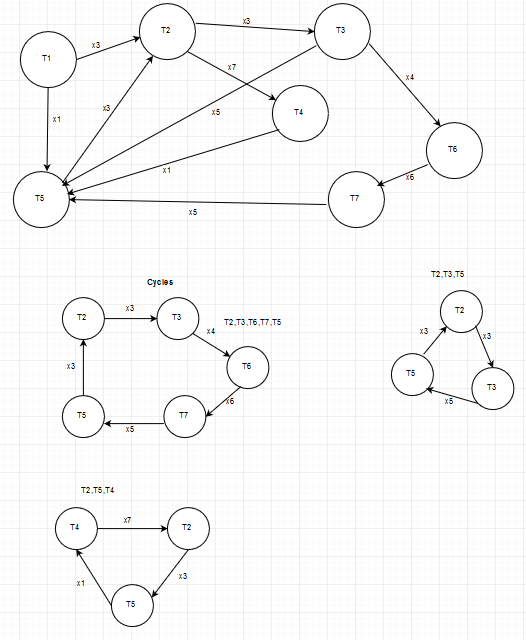 T2
T3
x3
T1
x3
x7
x4
x3
x5
T4
x1
T6
x1
x6
T5
T7
x5
Cycles
T2,T3,T5
T2
x3
T3
T2,T3,T6,T7,T5
x4
T2
x3
x3
x3
T6
T5
T3
x6
x5
T5
T7
x5
T2,T5,T4
T4
x7
T2
x1
x3
T5